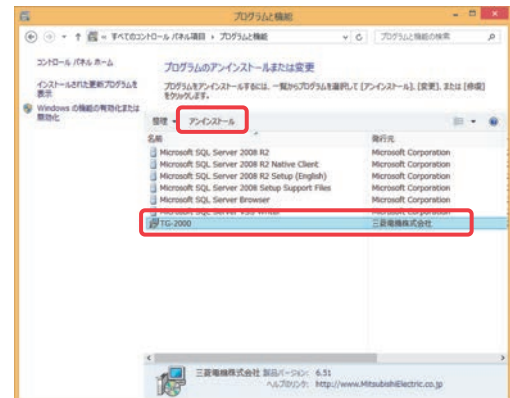 プログラムと機能
すべてのコントロール パネル項目 › プログラムと機能
プログラムと機能の検索
コントロール パネル ホーム
インストールされた更新プログラムを
表示
Windows の機能の有効化または
無効化
プログラムのアンインストールまたは変更
プログラムをアンインストールするには、一覧からプログラムを選択して [アンインストール]、[変更]、または [修復]
をクリックします。
整理 アンインストール
名前 発行元
Microsoft SQL Server 2008 R2 Microsoft Corporation
Microsoft SQL Server 2008 R2 Native Client Microsoft Corporation
Microsoft SQL Server 2008 R2 Setup (English) Microsoft Corporation
Microsoft SQL Server 2008 Setup Support Files Microsoft Corporation
Microsoft SQL Server Browser Microsoft Corporation
Microsoft SQL Server VSS Writer Microsoft Corporation
TG-2000 三菱電機株式会社
三菱電機株式会社 製品バージョン: 6.51
ヘルプのリンク: http://www.MitsubishiElectric.co.jp